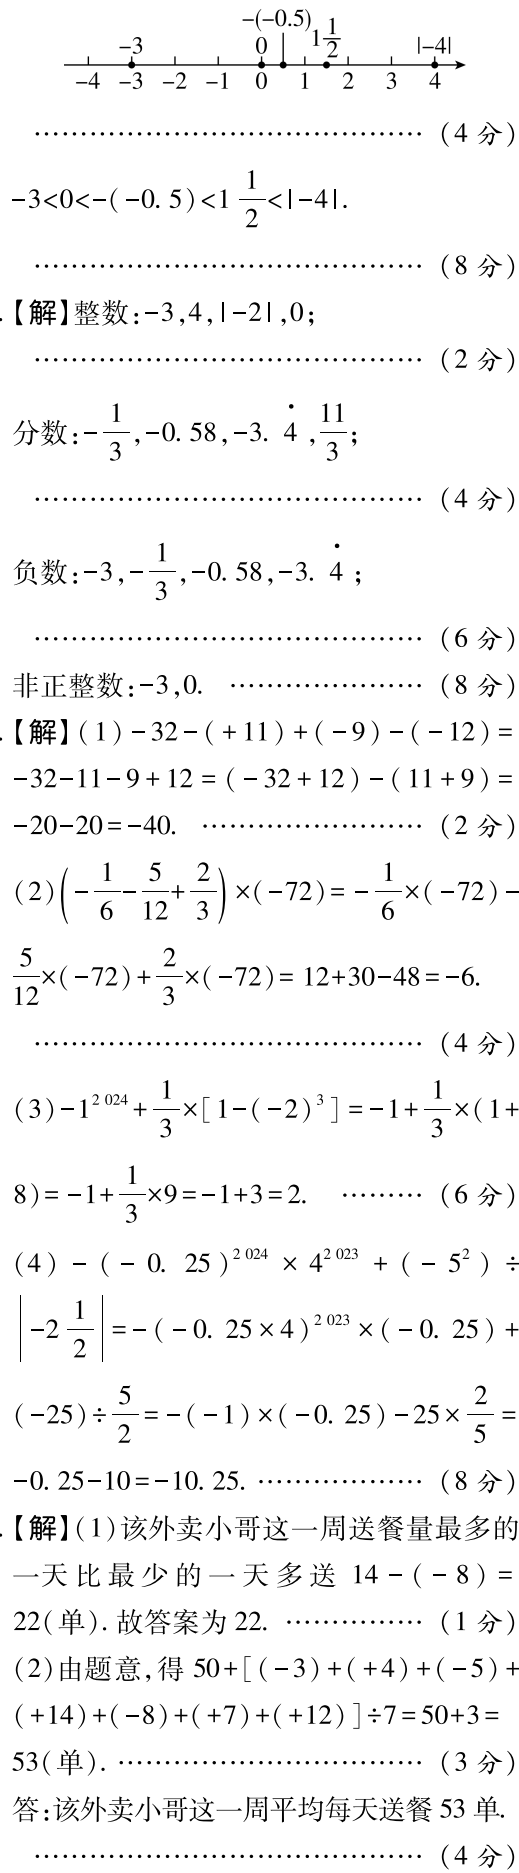 -(-0.5)
-3 0 1 1/2 |-4|
-4 -3 -2 -1 0 1 2 3 4
……………………………………(4 分)
-3<0<-(-0.5)<1 1/2<|-4|.
……………………………………(8 分)
.【解】整数:-3,4,|-2|,0;
……………………………………(2 分)
分数:-1/3,-0.58,-3.4̇,11/3;
……………………………………(4 分)
负数:-3,-1/3,-0.58,-3.4̇;
……………………………………(6 分)
非正整数:-3,0. …………………(8 分)
.【解】(1)-32-(+11)+(-9)-(-12)=
-32-11-9+12=(-32+12)-(11+9)=
-20-20=-40. ……………………(2 分)
(2)(-1/6-5/12+2/3)×(-72)=-1/6×(-72)-
5/12×(-72)+2/3×(-72)=12+30-48=-6.
……………………………………(4 分)
(3)-1^2 024+1/3×[1-(-2)^3]=-1+1/3×(1+
8)=-1+1/3×9=-1+3=2. ………(6 分)
(4)-(-0.25)^2 024×4^2 023+(-5^2)÷
|-2 1/2|=-(-0.25×4)^2 023×(-0.25)+
(-25)÷5/2=-(-1)×(-0.25)-25×2/5=
-0.25-10=-10.25. ………………(8 分)
.【解】(1)该外卖小哥这一周送餐量最多的
一天比最少的一天多送 14-(-8)=
22(单). 故答案为 22. ……………(1 分)
(2)由题意,得 50+[(-3)+(+4)+(-5)+
(+14)+(-8)+(+7)+(+12)]÷7=50+3=
53(单). ……………………………(3 分)
答:该外卖小哥这一周平均每天送餐 53 单.
……………………………………(4 分)